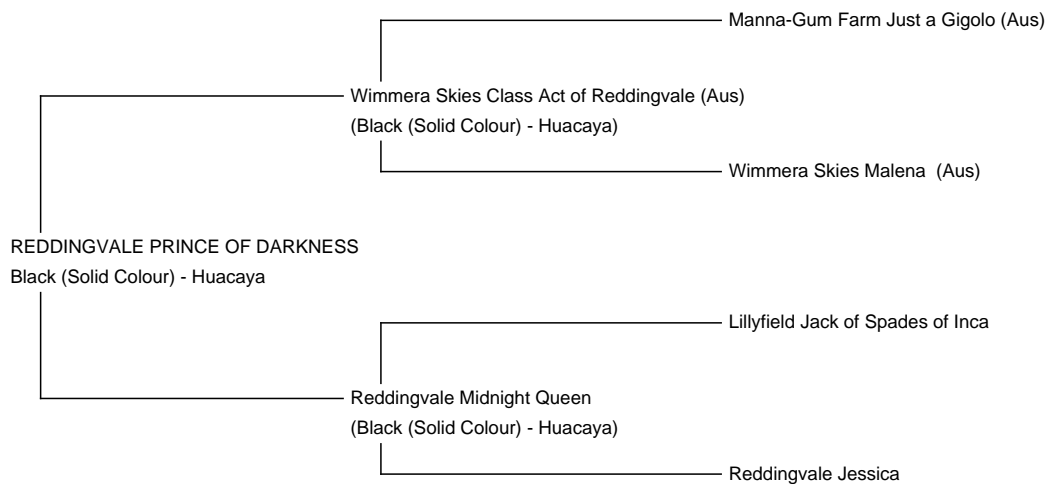 Manna-Gum Farm Just a Gigolo (Aus)
Wimmera Skies Class Act of Reddingvale (Aus)
(Black (Solid Colour) - Huacaya)
Wimmera Skies Malena  (Aus)
REDDINGVALE PRINCE OF DARKNESS
Black (Solid Colour) - Huacaya
Lillyfield Jack of Spades of Inca
Reddingvale Midnight Queen
(Black (Solid Colour) - Huacaya)
Reddingvale Jessica